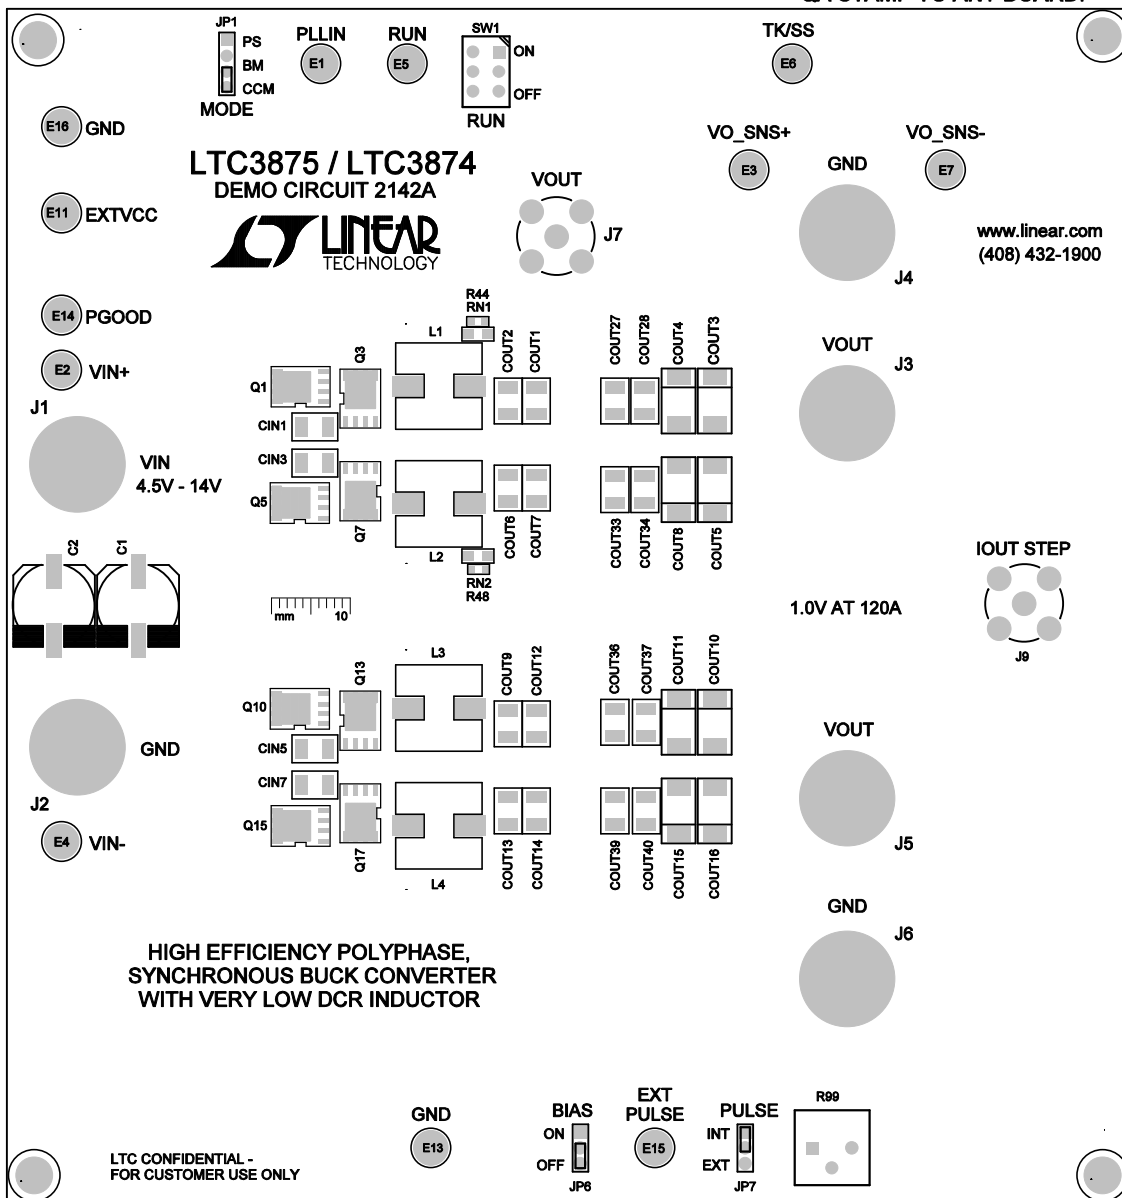 QA STAMP TO ANY BOARD.
JP1
PS
BM
CCM
MODE
PLLIN
E1
RUN
E5
SW1
ON
OFF
RUN
TK/SS
E6
E16
GND
VO_SNS+
E3
GND
VO_SNS-
E7
LTC3875 / LTC3874
DEMO CIRCUIT 2142A
LINEAR
TECHNOLOGY
VOUT
J7
E11
EXTVCC
www.linear.com
(408) 432-1900
J4
E14
PGOOD
E2
VIN+
J1
VIN
4.5V - 14V
R44
RN1
L1
Q3
Q1
CIN1
CIN3
Q5
Q7
L2
RN2
R48
COUT2
COUT1
COUT27
COUT28
COUT4
COUT3
COUT6
COUT7
COUT33
COUT34
COUT8
COUT5
VOUT
J3
C2
C1
mm
10
1.0V AT 120A
IOUT STEP
J9
L3
Q13
Q10
CIN5
CIN7
Q15
Q17
L4
COUT9
COUT12
COUT36
COUT37
COUT11
COUT10
COUT13
COUT14
COUT39
COUT40
COUT15
COUT16
GND
J2
E4
VIN-
VOUT
J5
GND
J6
HIGH EFFICIENCY POLYPHASE,
SYNCHRONOUS BUCK CONVERTER
WITH VERY LOW DCR INDUCTOR
GND
E13
BIAS
ON
OFF
JP6
EXT
PULSE
E15
PULSE
INT
EXT
JP7
R99
LTC CONFIDENTIAL -
FOR CUSTOMER USE ONLY